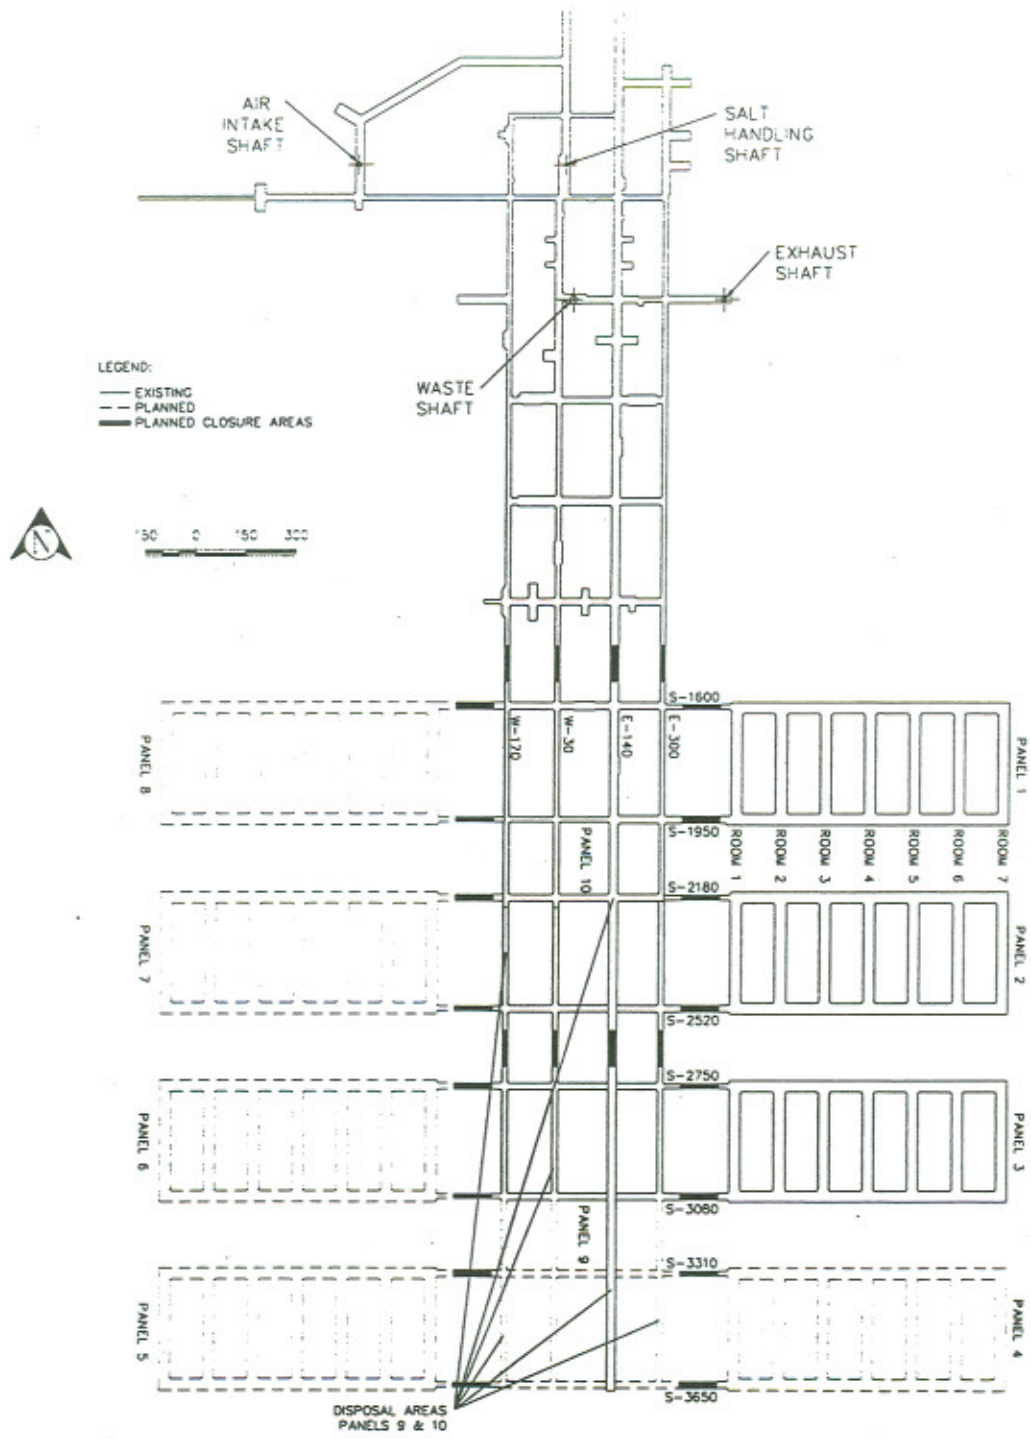 AIR
INTAKE
SHAFT
SALT
HANDLING
SHAFT
EXHAUST
SHAFT
WASTE
SHAFT
LEGEND:
EXISTING
PLANNED
PLANNED CLOSURE AREAS
N
150 0 150 300
S-1600
W-170
W-30
E-140
E-300
PANEL 8
PANEL 1
S-1950
PANEL 10
ROOM 1
ROOM 2
ROOM 3
ROOM 4
ROOM 5
ROOM 6
ROOM 7
S-2180
PANEL 7
PANEL 2
S-2520
S-2750
PANEL 6
PANEL 3
S-3080
PANEL 9
S-3310
PANEL 5
PANEL 4
S-3650
DISPOSAL AREAS
PANELS 9 & 10